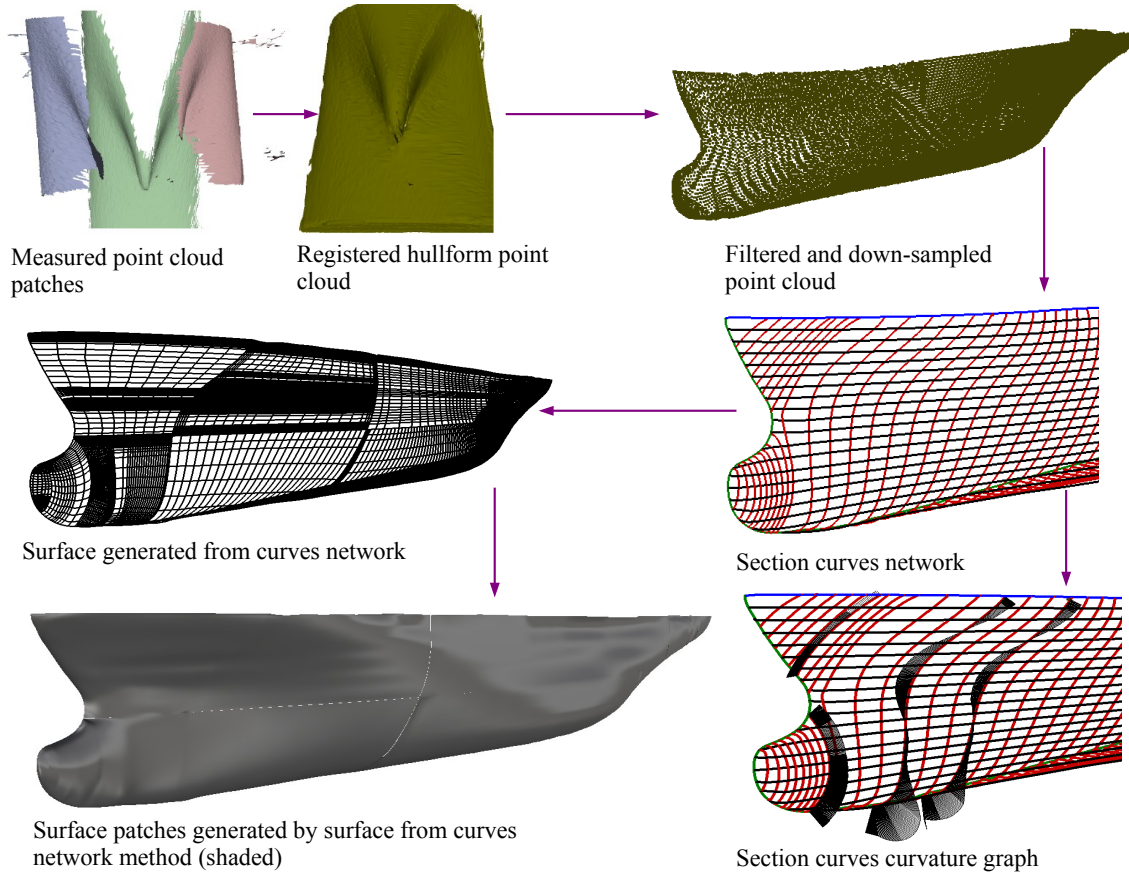 Measured point cloud
patches
Registered hullform point
cloud
Filtered and down-sampled
point cloud
Surface generated from curves network
Section curves network
Surface patches generated by surface from curves
network method (shaded)
Section curves curvature graph